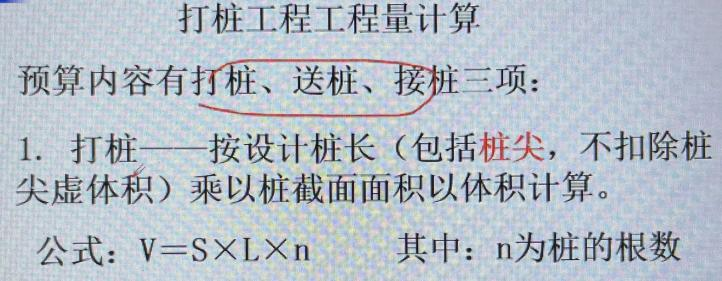 打桩工程工程量计算
预算内容有打桩、送桩、接桩三项：
1. 打桩——按设计桩长（包括桩尖，不扣除桩
尖虚体积）乘以桩截面面积以体积计算。
公式：V＝S×L×n 其中：n为桩的根数